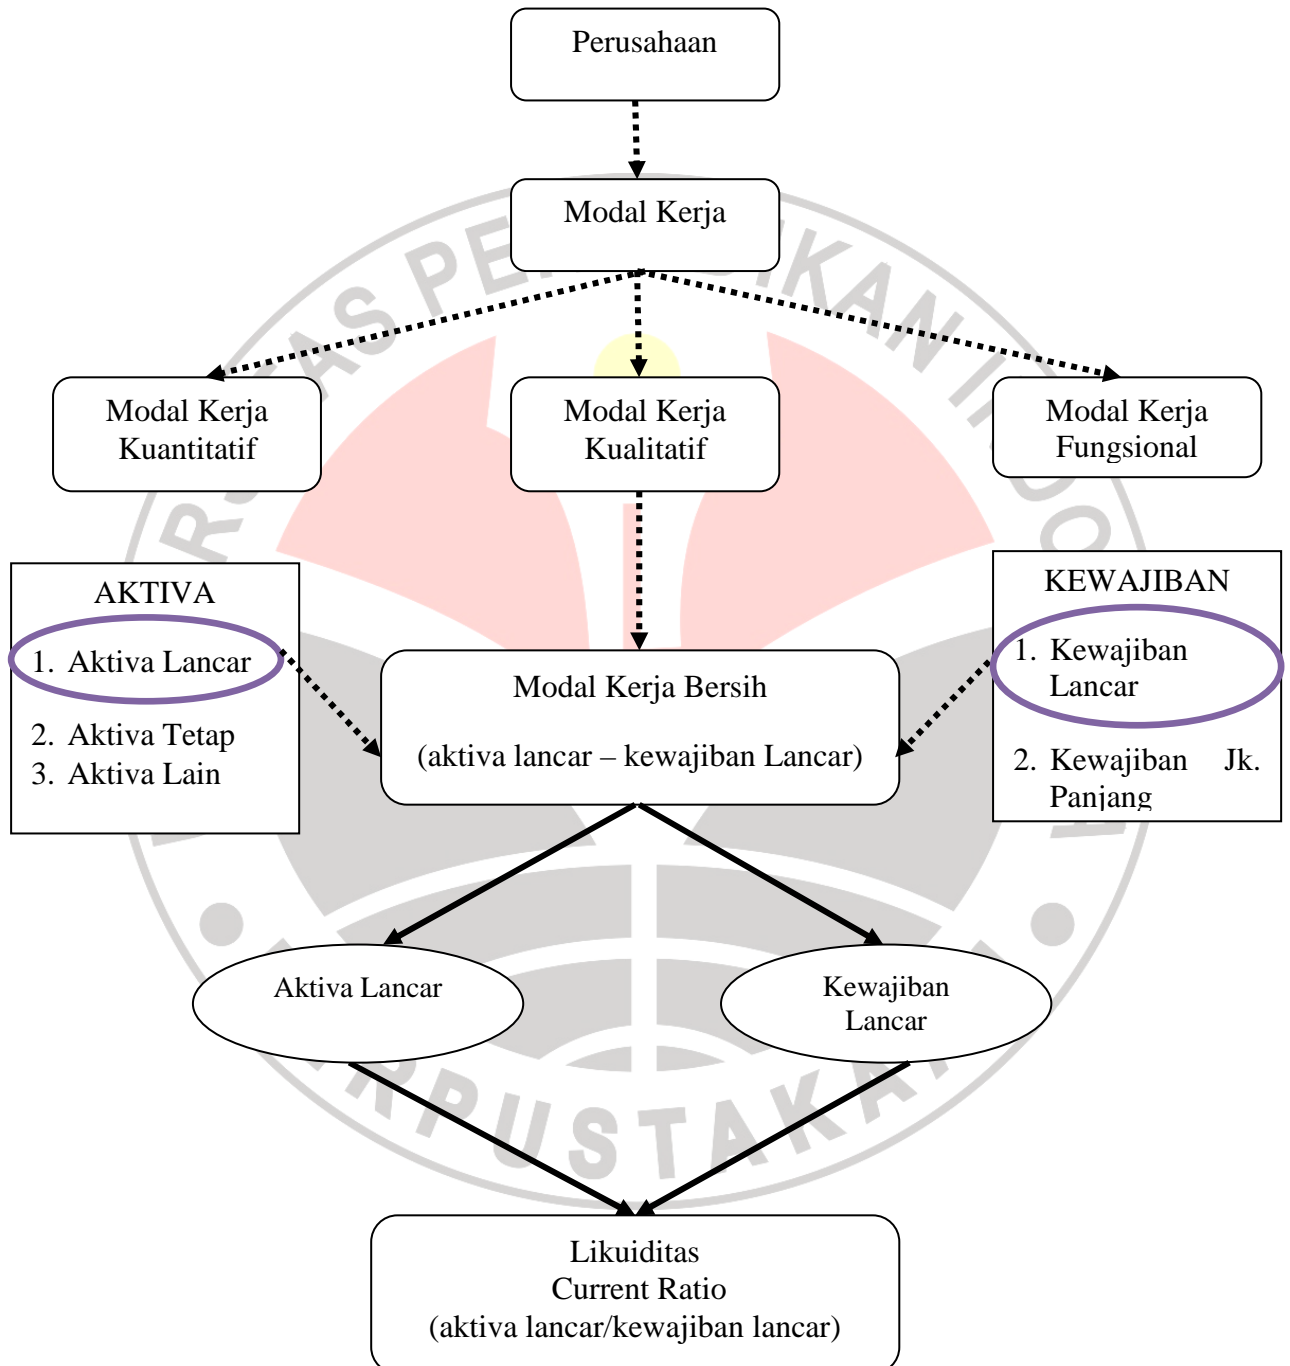 Perusahaan
Modal Kerja
Modal Kerja
Kuantitatif
Modal Kerja
Kualitatif
Modal Kerja
Fungsional
AKTIVA
1. Aktiva Lancar
2. Aktiva Tetap
3. Aktiva Lain
Modal Kerja Bersih
(aktiva lancar – kewajiban Lancar)
KEWAJIBAN
1. Kewajiban
Lancar
2. Kewajiban Jk.
Panjang
Aktiva Lancar
Kewajiban
Lancar
Likuiditas
Current Ratio
(aktiva lancar/kewajiban lancar)